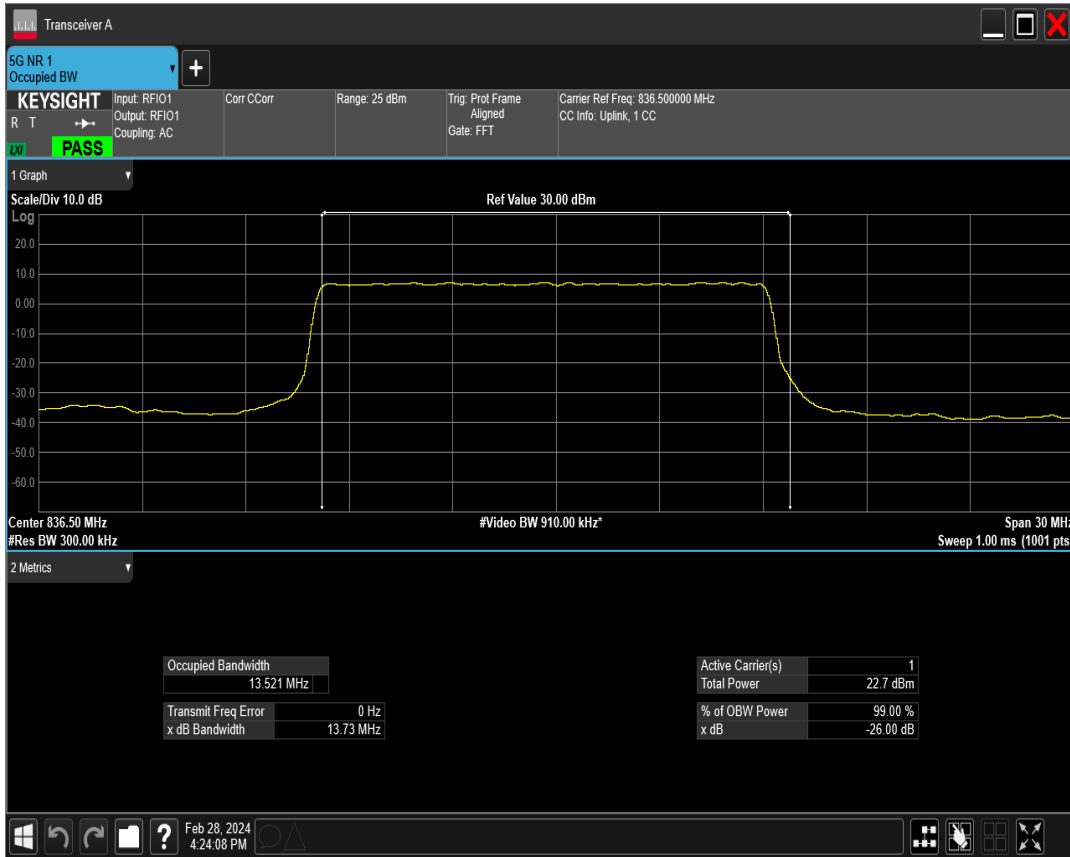 Transceiver A
5G NR 1
Occupied BW
+
KEYSIGHT
R T
LXI
PASS
Input: RFIO1
Output: RFIO1
Coupling: AC
Corr CCorr
Range: 25 dBm
Trig: Prot Frame
Aligned
Gate: FFT
Carrier Ref Freq: 836.500000 MHz
CC Info: Uplink, 1 CC
1 Graph
Scale/Div 10.0 dB
Ref Value 30.00 dBm
Log
20.0
10.0
0.00
-10.0
-20.0
-30.0
-40.0
-50.0
-60.0
Center 836.50 MHz
#Video BW 910.00 kHz*
Span 30 MHz
#Res BW 300.00 kHz
Sweep 1.00 ms (1001 pts
2 Metrics
Occupied Bandwidth
13.521 MHz
Transmit Freq Error 0 Hz
x dB Bandwidth 13.73 MHz
Active Carrier(s) 1
Total Power 22.7 dBm
% of OBW Power 99.00 %
x dB -26.00 dB
?
Feb 28, 2024
4:24:08 PM